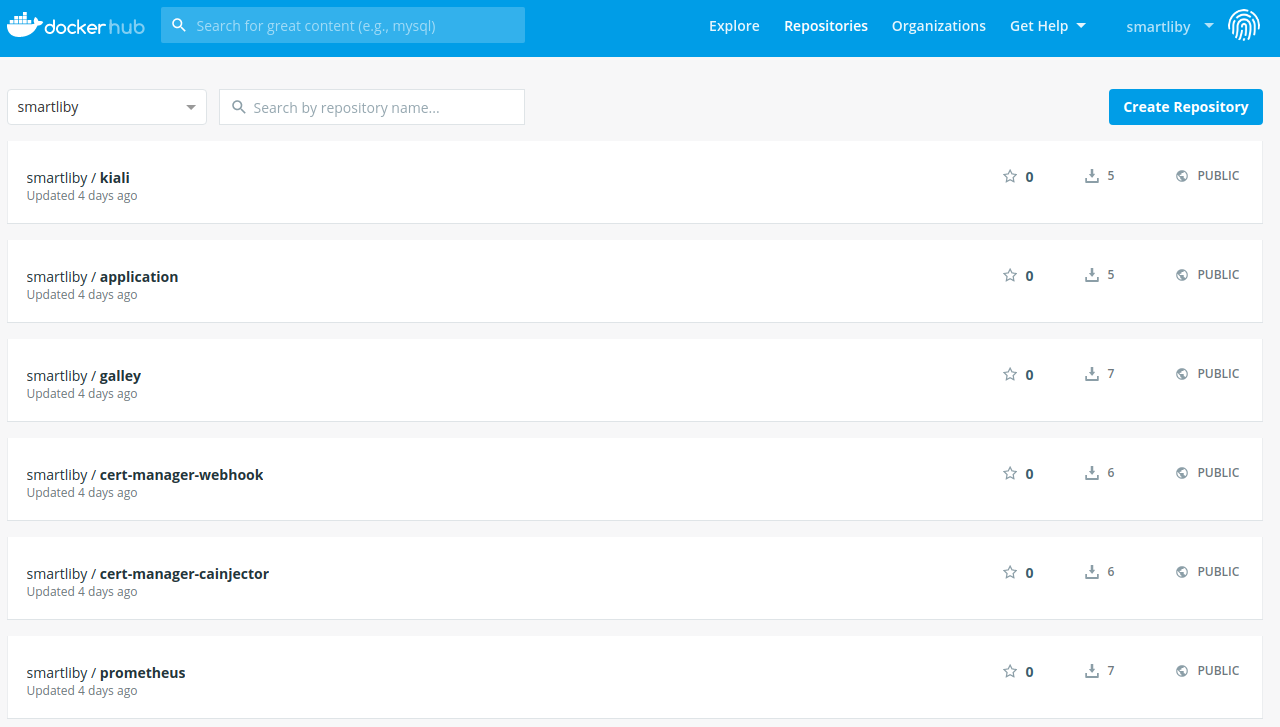 docker hub
Search for great content (e.g., mysql)
Explore
Repositories
Organizations
Get Help
smartliby
smartliby
Search by repository name...
Create Repository
smartliby / kiali
Updated 4 days ago
0
5
PUBLIC
smartliby / application
Updated 4 days ago
0
5
PUBLIC
smartliby / galley
Updated 4 days ago
0
7
PUBLIC
smartliby / cert-manager-webhook
Updated 4 days ago
0
6
PUBLIC
smartliby / cert-manager-cainjector
Updated 4 days ago
0
6
PUBLIC
smartliby / prometheus
Updated 4 days ago
0
7
PUBLIC